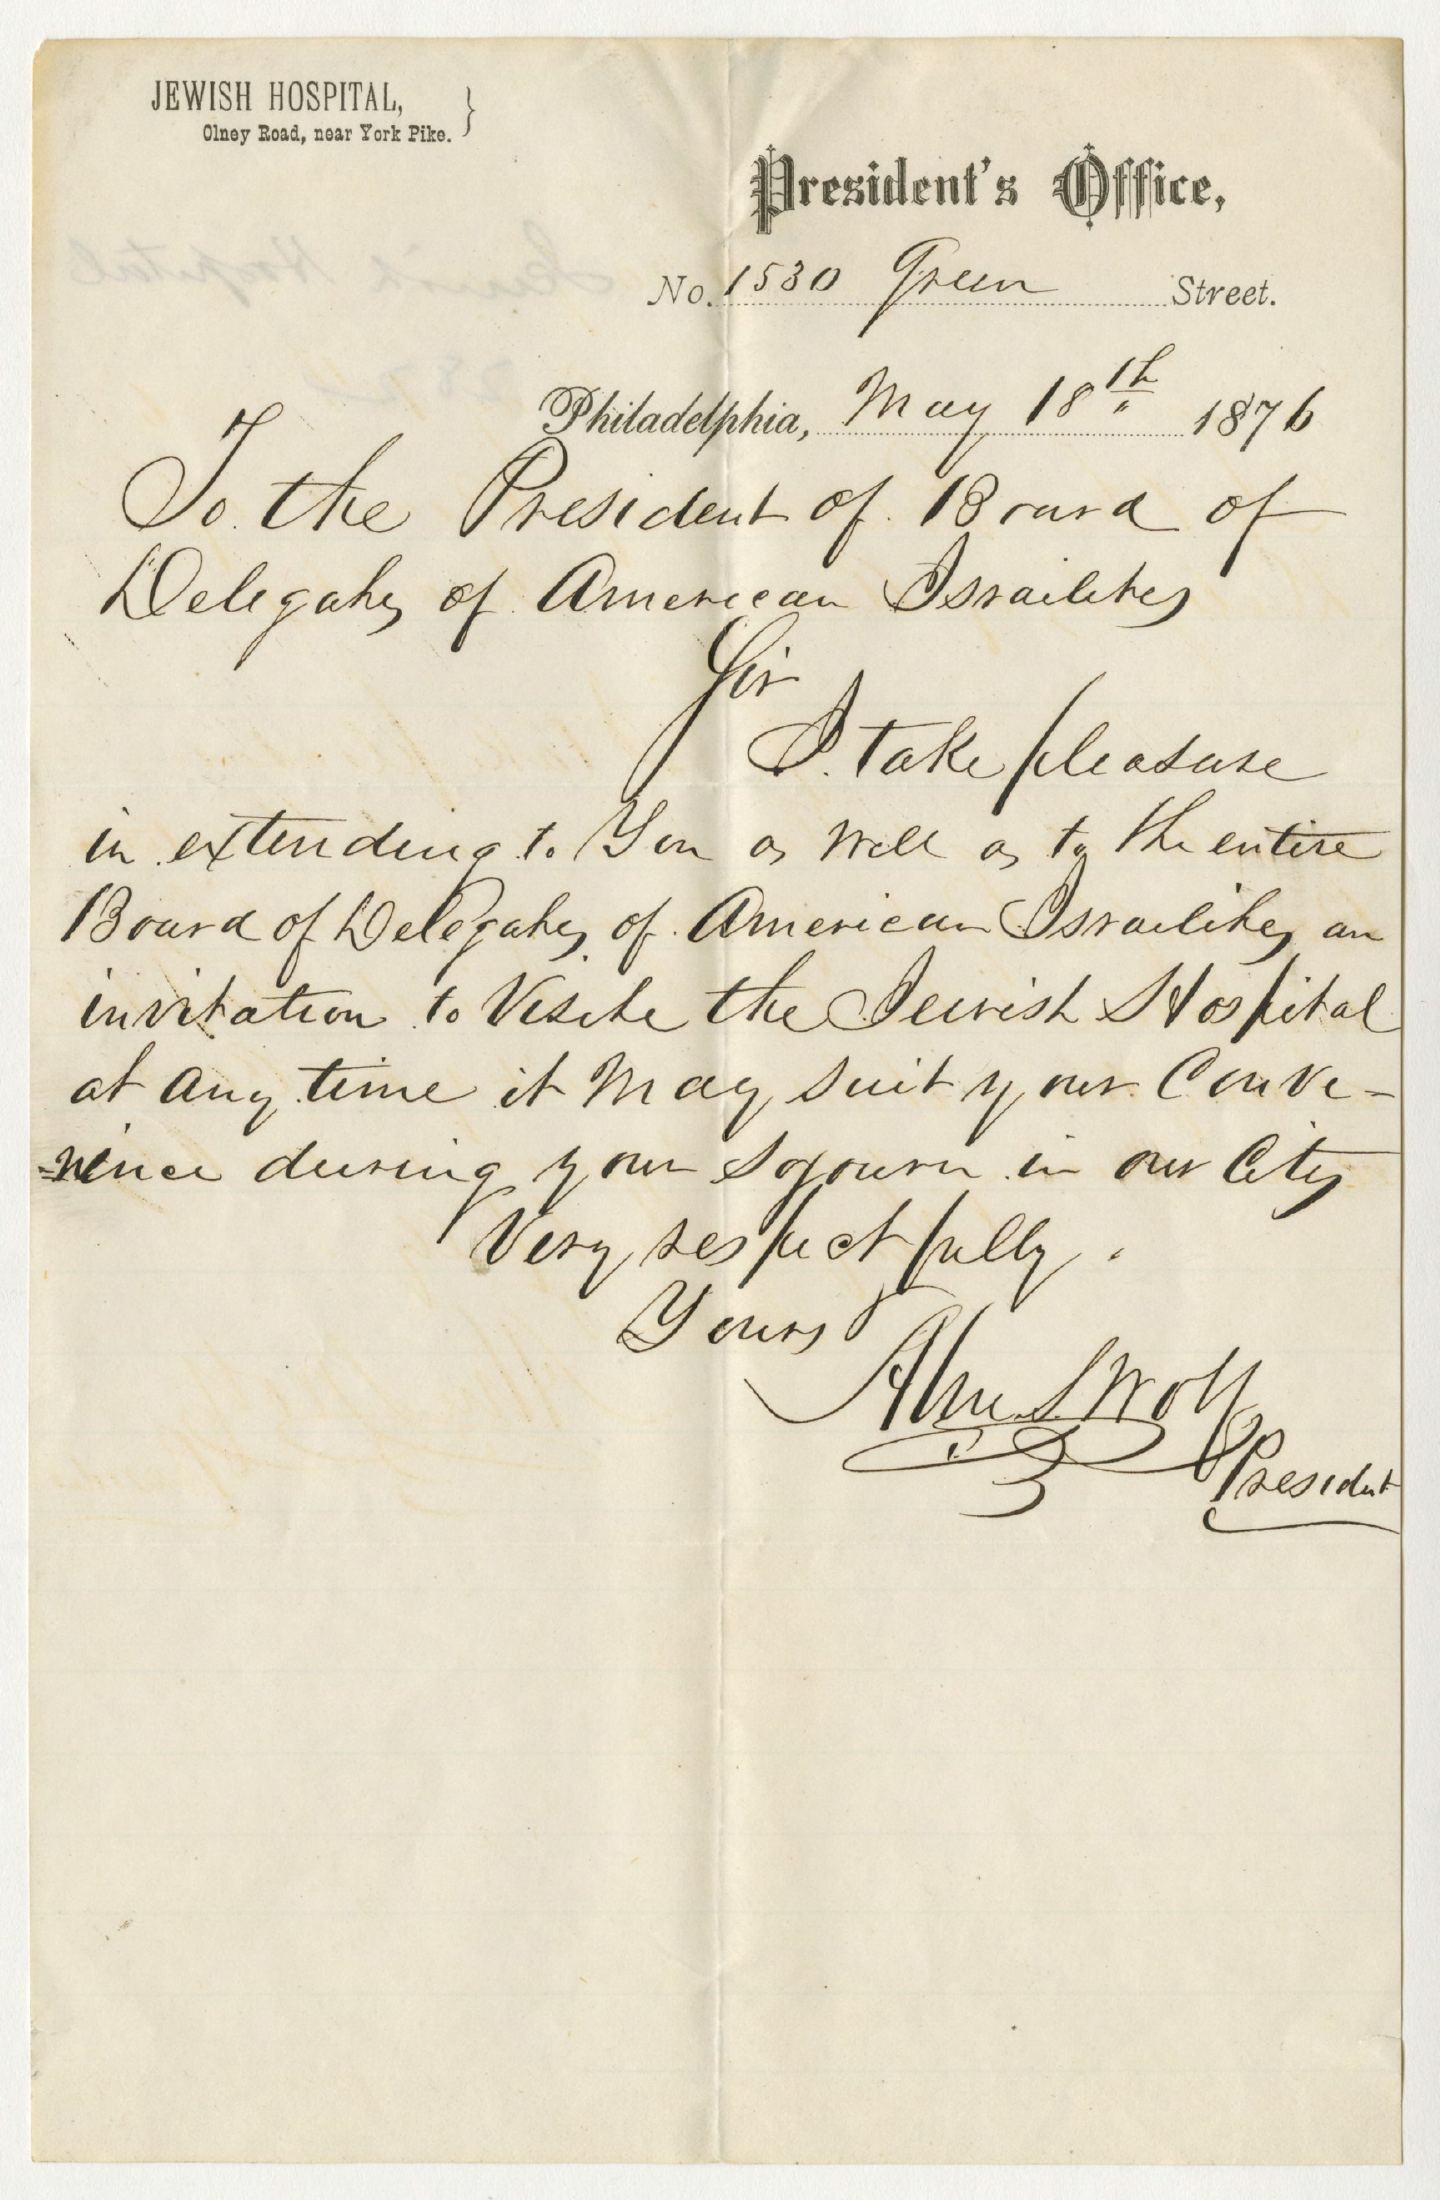 JEWISH HOSPITAL,
Olney Road, near York Pike.
President's Office,
No. 1530 Green Street.
Philadelphia, May 18th 1876
To the President of Board of
Delegates of American Israelites
Sir
I take pleasure
in extending to You as well as to the entire
Board of Delegates of American Israelites an
invitation to Visite the Jewish Hospital
at any time it May suit your Conve-
=nince during your sojourn in our City
Very respectfully.
Yours
Abm. S. Wolf
President